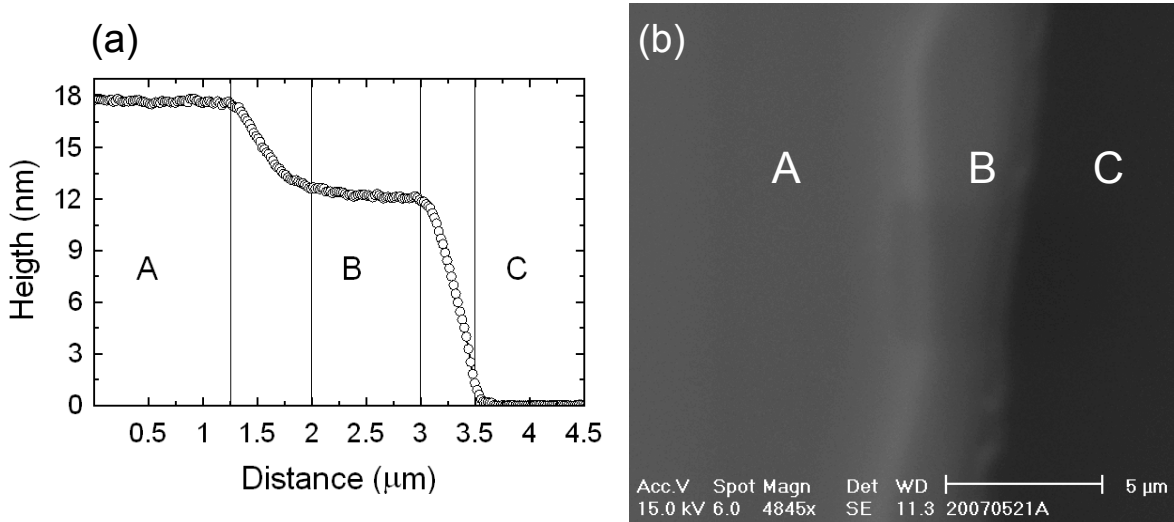 (a)
18
15
12
9
6
3
0
Heigth (nm)
A
B
C
0.5 1 1.5 2 2.5 3 3.5 4 4.5
Distance (μm)
(b)
A
B
C
Acc.V Spot Magn Det WD 5 μm
15.0 kV 6.0 4845x SE 11.3 20070521A